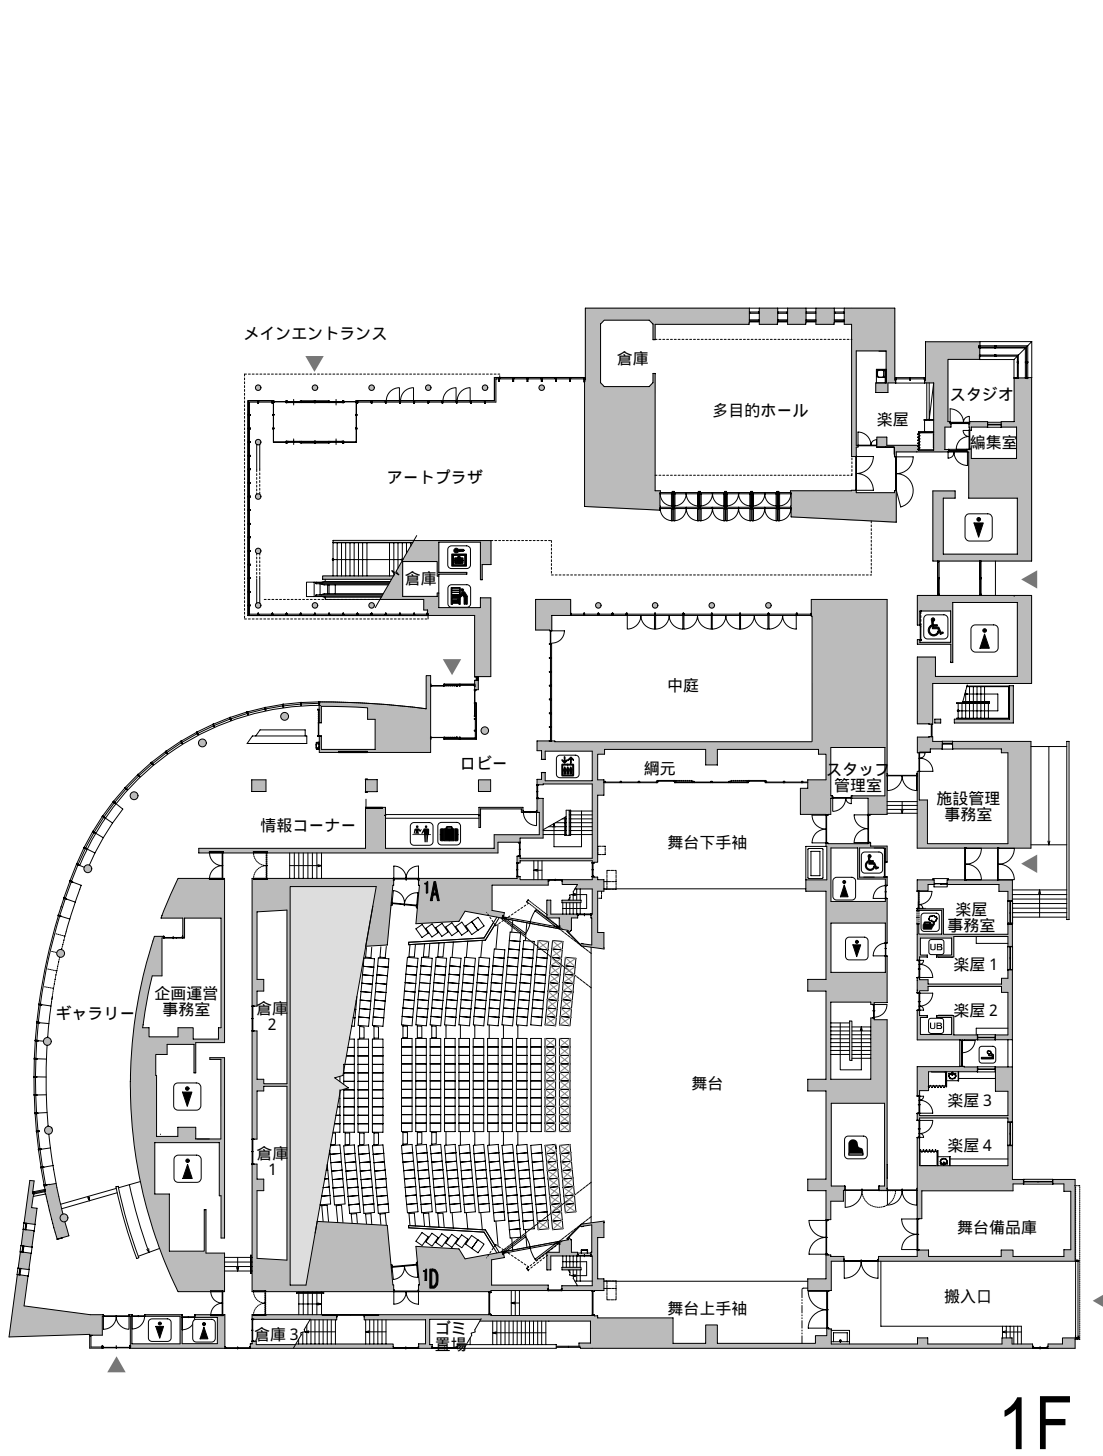 メインエントランス
倉庫
多目的ホール
楽屋
スタジオ
編集室
アートプラザ
倉庫
中庭
ロビー
綱元
スタッフ
管理室
施設管理
事務室
情報コーナー
舞台下手袖
1A
楽屋
事務室
UB
楽屋1
楽屋2
UB
企画運営
事務室
ギャラリー
倉庫
2
舞台
楽屋3
楽屋4
倉庫
1
舞台備品庫
1D
搬入口
舞台上手袖
倉庫3
ゴミ
置場
1F